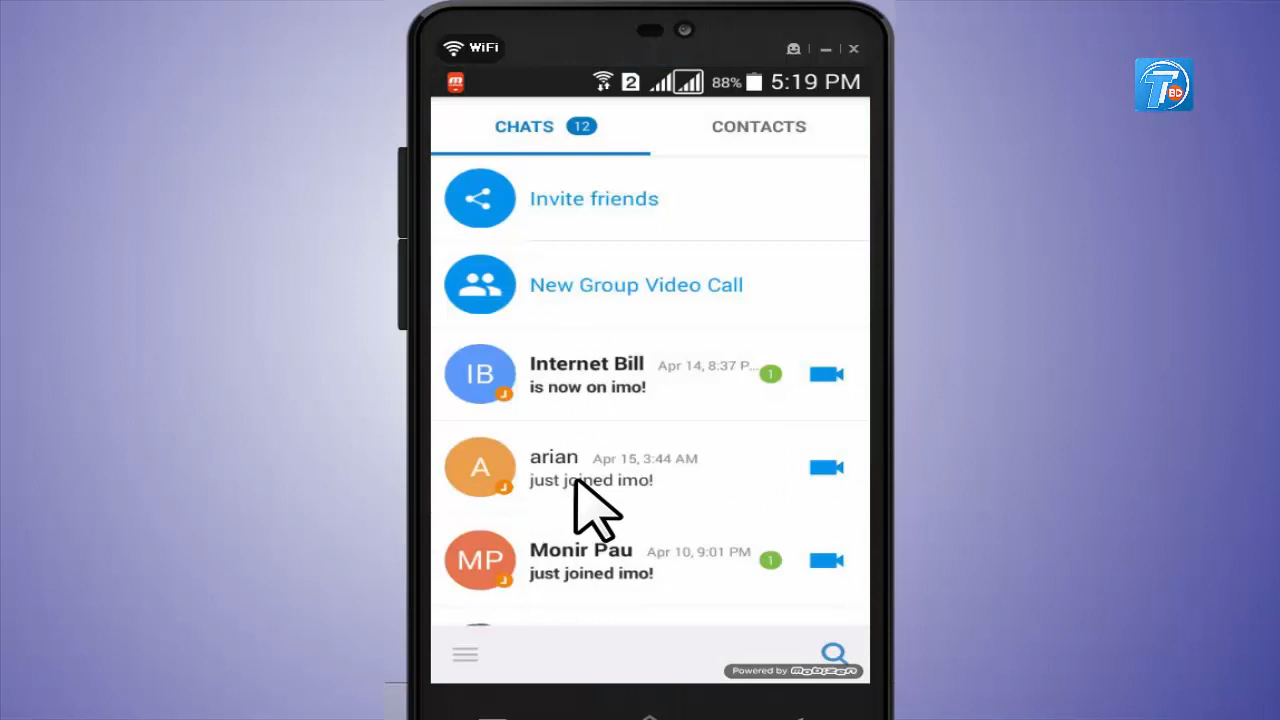 WiFi
2 88% 5:19 PM
T BD
CHATS 12 CONTACTS
Invite friends
New Group Video Call
IB Internet Bill Apr 14, 8:37 P... 1
is now on imo!
A arian Apr 15, 3:44 AM
just joined imo!
MP Monir Pau Apr 10, 9:01 PM 1
just joined imo!
Powered by mobizen